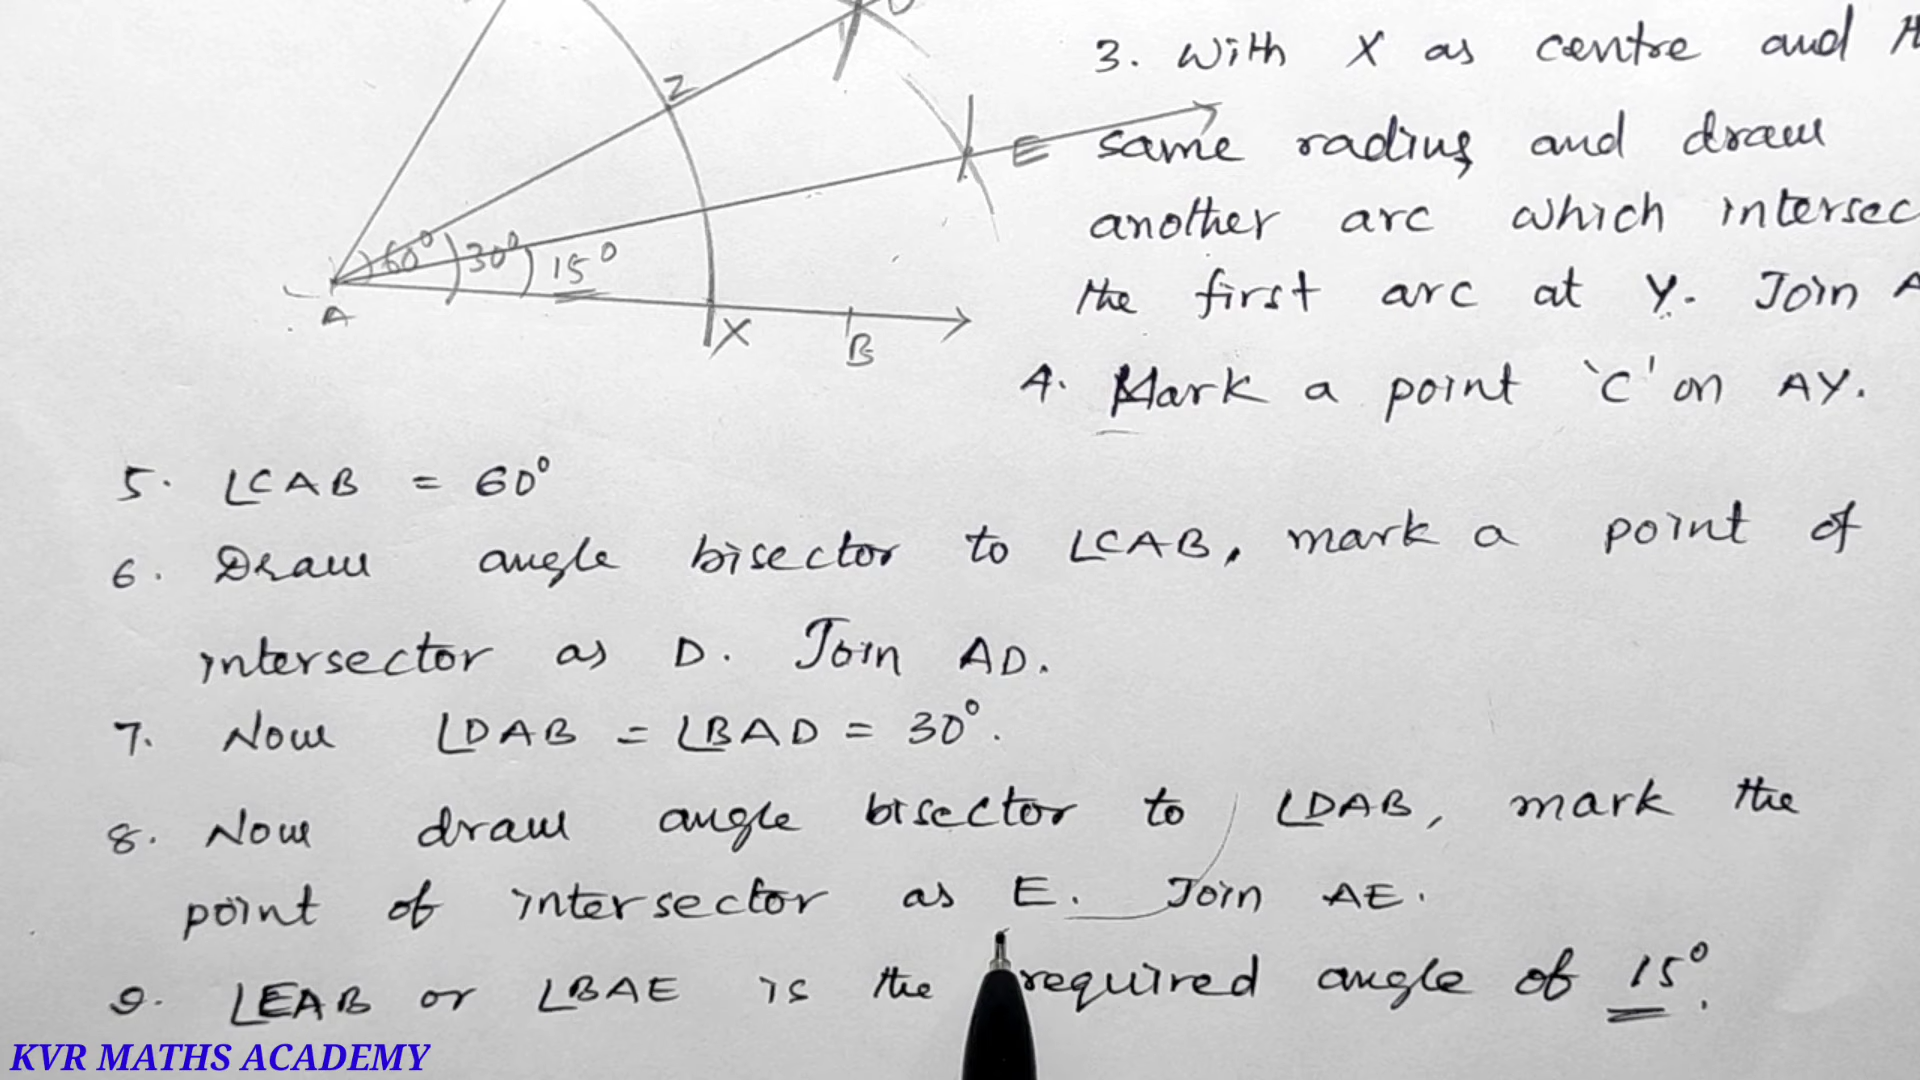 Z
E
60° 30° 15°
A
X
B
3. With X as centre and
same radius and draw
another arc which intersec
the first arc at Y. Join A
4. Mark a point 'C' on AY.
5. ∠CAB = 60°
6. Draw angle bisector to ∠CAB, mark a point of
intersector as D. Join AD.
7. Now ∠DAB = ∠BAD = 30°.
8. Now draw angle bisector to ∠DAB, mark the
point of intersector as E. Join AE.
9. ∠EAB or ∠BAE is the required angle of 15°.
KVR MATHS ACADEMY